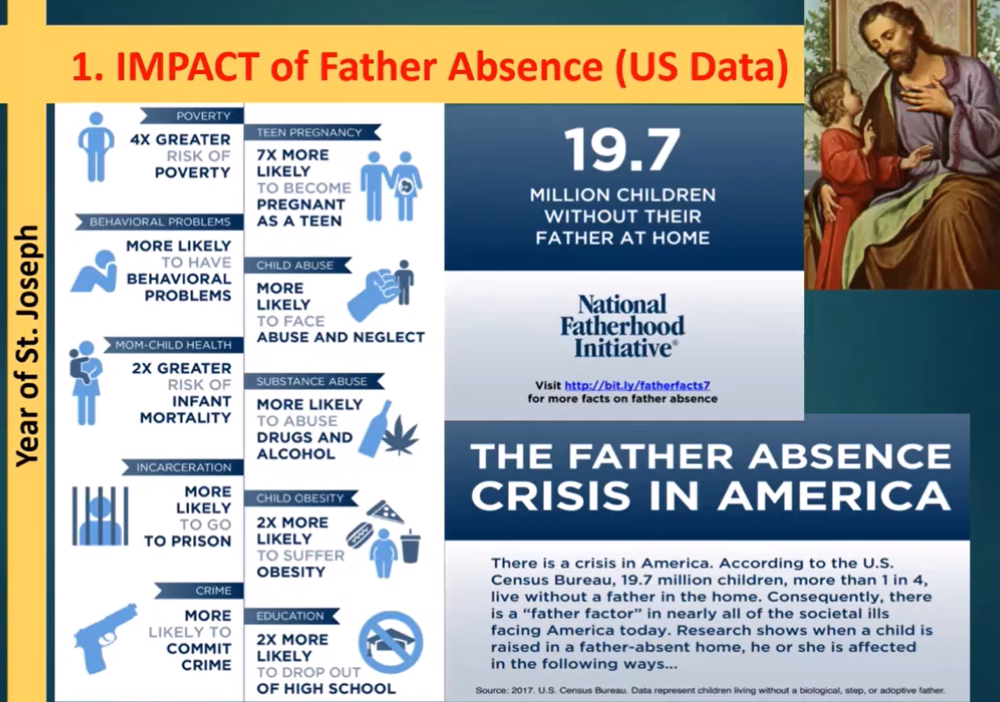 1. IMPACT of Father Absence (US Data)
Year of St. Joseph
POVERTY
4X GREATER
RISK OF
POVERTY
BEHAVIORAL PROBLEMS
MORE LIKELY
TO HAVE
BEHAVIORAL
PROBLEMS
MOM-CHILD HEALTH
2X GREATER
RISK OF
INFANT
MORTALITY
INCARCERATION
MORE
LIKELY
TO GO
TO PRISON
CRIME
MORE
LIKELY TO
COMMIT
CRIME
TEEN PREGNANCY
7X MORE
LIKELY
TO BECOME
PREGNANT
AS A TEEN
CHILD ABUSE
MORE
LIKELY
TO FACE
ABUSE AND NEGLECT
SUBSTANCE ABUSE
MORE LIKELY
TO ABUSE
DRUGS AND
ALCOHOL
CHILD OBESITY
2X MORE
LIKELY
TO SUFFER
OBESITY
EDUCATION
2X MORE
LIKELY
TO DROP OUT
OF HIGH SCHOOL
19.7
MILLION CHILDREN
WITHOUT THEIR
FATHER AT HOME
National
Fatherhood
Initiative®
Visit http://bit.ly/fatherfacts7
for more facts on father absence
THE FATHER ABSENCE
CRISIS IN AMERICA
There is a crisis in America. According to the U.S.
Census Bureau, 19.7 million children, more than 1 in 4,
live without a father in the home. Consequently, there
is a “father factor” in nearly all of the societal ills
facing America today. Research shows when a child is
raised in a father-absent home, he or she is affected
in the following ways...
Source: 2017. U.S. Census Bureau. Data represent children living without a biological, step, or adoptive father.